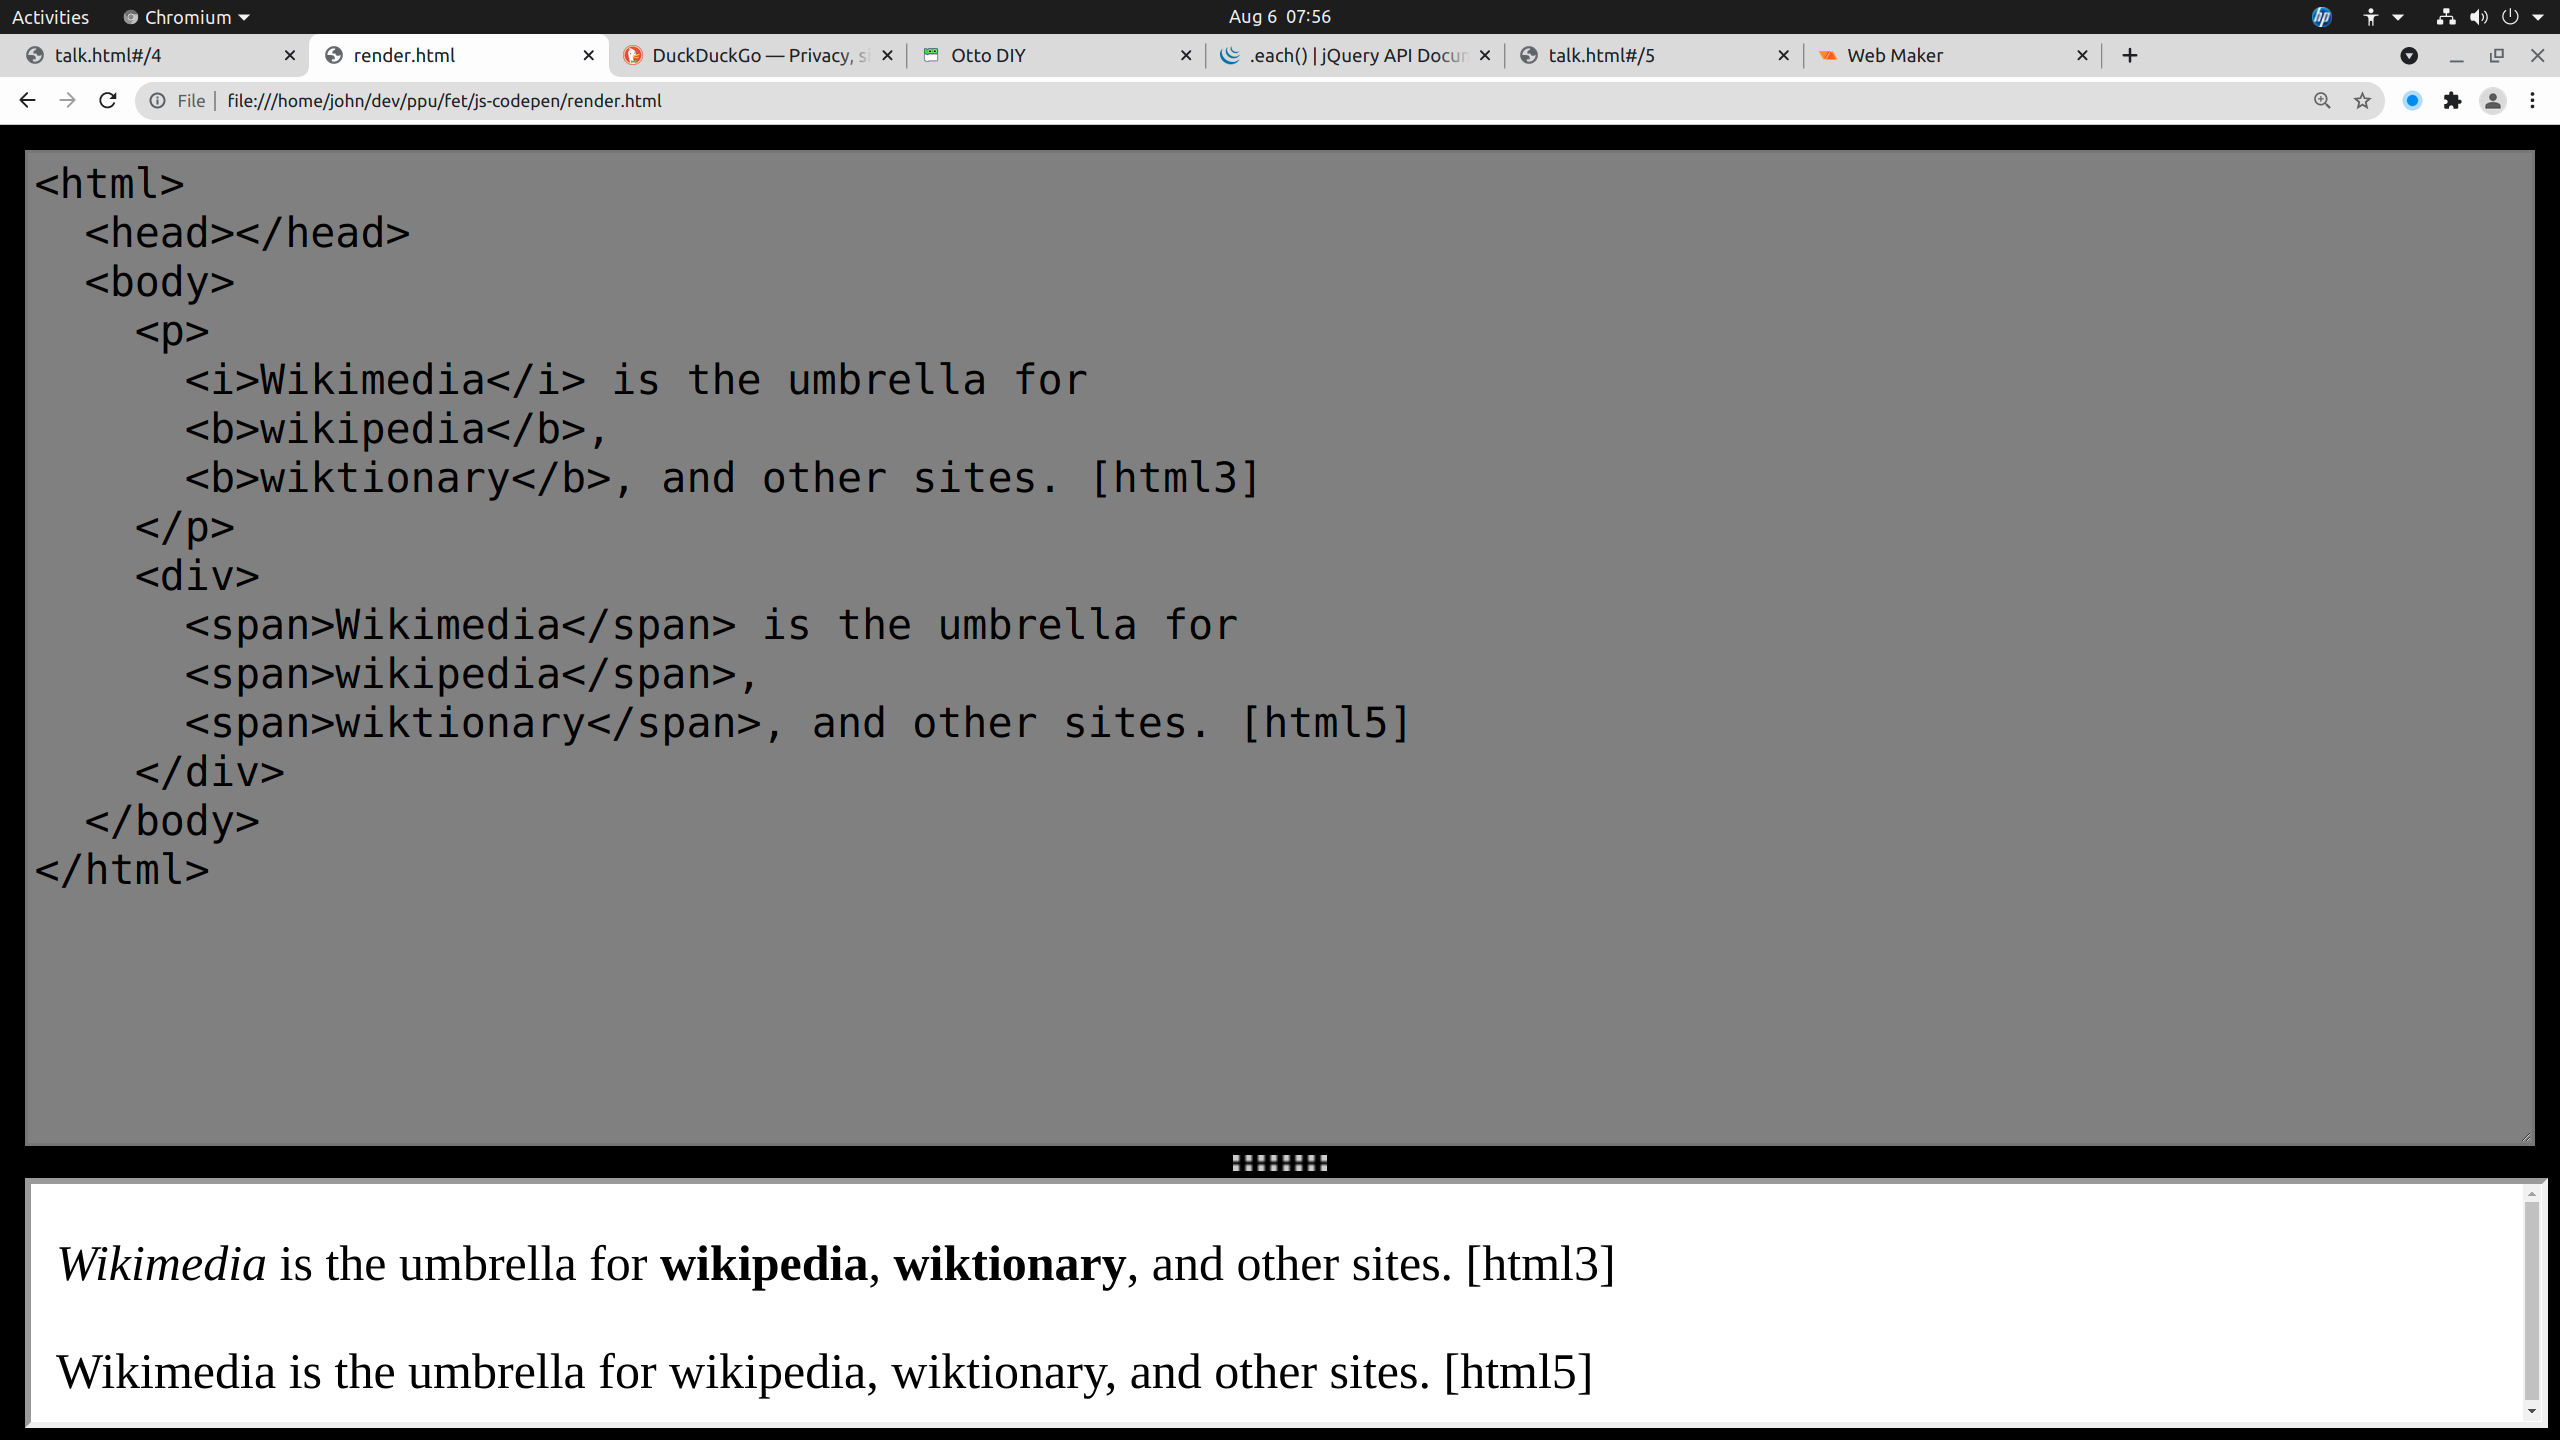 Activities Chromium Aug 6 07:56
talk.html#/4 render.html DuckDuckGo — Privacy, Otto DIY .each() | jQuery API talk.html#/5 Web Maker
File file:///home/john/dev/ppu/fet/js-codepen/render.html
<html>
  <head></head>
  <body>
    <p>
      <i>Wikimedia</i> is the umbrella for
      <b>wikipedia</b>,
      <b>wiktionary</b>, and other sites. [html3]
    </p>
    <div>
      <span>Wikimedia</span> is the umbrella for
      <span>wikipedia</span>,
      <span>wiktionary</span>, and other sites. [html5]
    </div>
  </body>
</html>
Wikimedia is the umbrella for wikipedia, wiktionary, and other sites. [html3]
Wikimedia is the umbrella for wikipedia, wiktionary, and other sites. [html5]